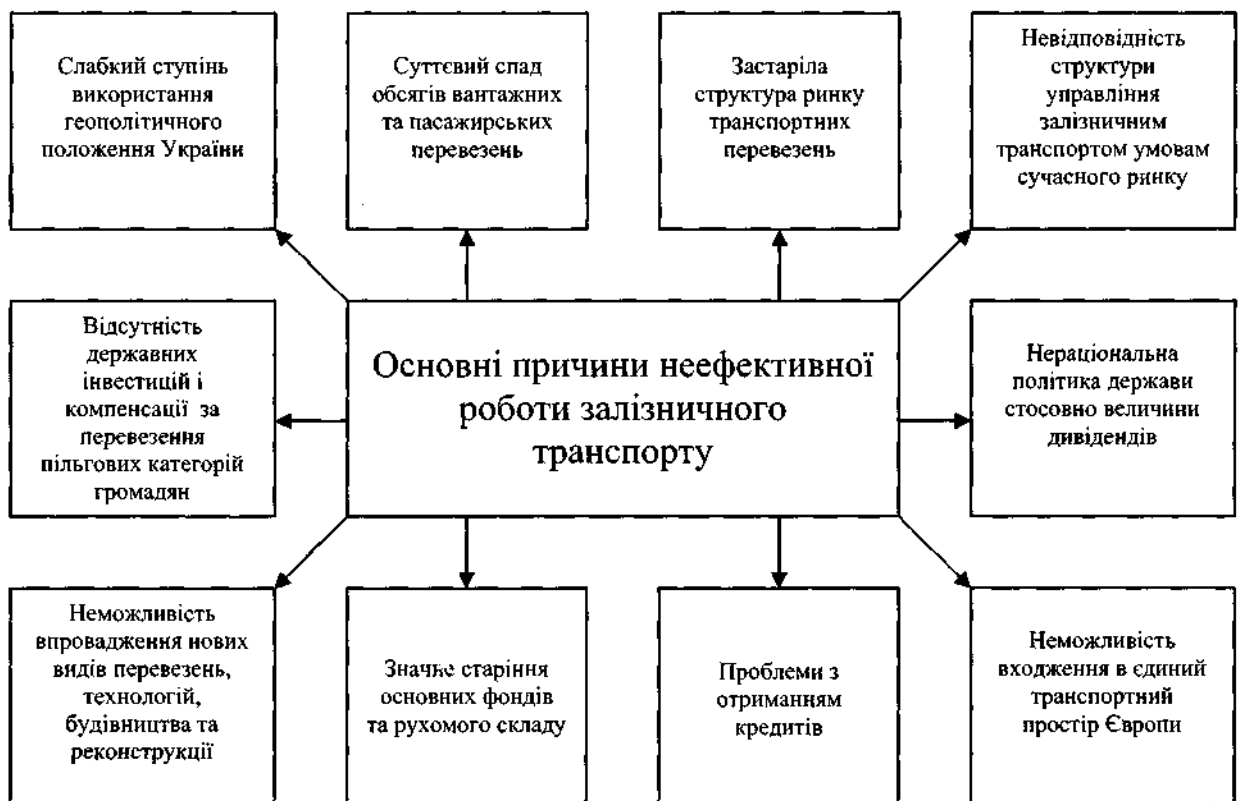 Слабкий ступінь
використання
геополітичного
положення України
Суттєвий спад
обсягів вантажних
та пасажирських
перевезень
Застаріла
структура ринку
транспортних
перевезень
Невідповідність
структури
управління
залізничним
транспортом умовам
сучасного ринку
Відсутність
державних
інвестицій і
компенсації за
перевезення
пільгових категорій
громадян
Основні причини неефективної
роботи залізничного
транспорту
Нераціональна
політика держави
стосовно величини
дивідендів
Неможливість
впровадження нових
видів перевезень,
технологій,
будівництва та
реконструкції
Значне старіння
основних фондів
та рухомого складу
Проблеми з
отриманням
кредитів
Неможливість
входження в єдиний
транспортний
простір Європи